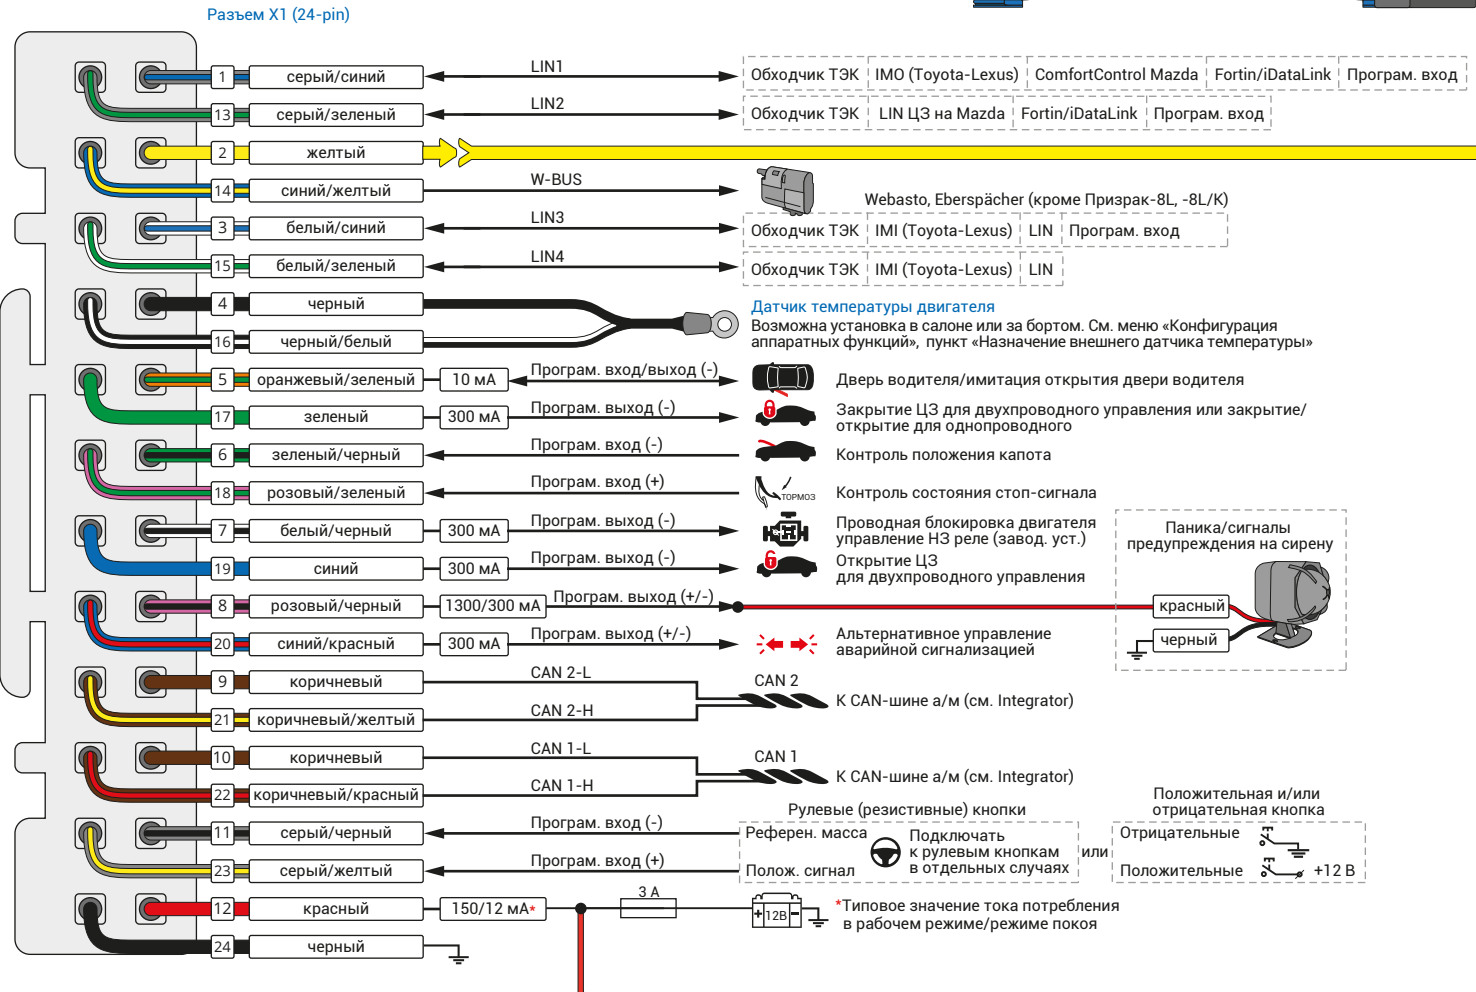 Разъем X1 (24-pin)
1 серый/синий LIN1 Обходчик ТЭК IMO (Toyota-Lexus) ComfortControl Mazda Fortin/iDataLink Програм. вход
13 серый/зеленый LIN2 Обходчик ТЭК LIN ЦЗ на Mazda Fortin/iDataLink Програм. вход
2 желтый
14 синий/желтый W-BUS Webasto, Eberspächer (кроме Призрак-8L, -8L/K)
3 белый/синий LIN3 Обходчик ТЭК IMI (Toyota-Lexus) LIN Програм. вход
15 белый/зеленый LIN4 Обходчик ТЭК IMI (Toyota-Lexus) LIN
4 черный
Датчик температуры двигателя
Возможна установка в салоне или за бортом. См. меню «Конфигурация
аппаратных функций», пункт «Назначение внешнего датчика температуры»
16 черный/белый
5 оранжевый/зеленый 10 мА Програм. вход/выход (-) Дверь водителя/имитация открытия двери водителя
17 зеленый 300 мА Програм. выход (-) Закрытие ЦЗ для двухпроводного управления или закрытие/
открытие для однопроводного
6 зеленый/черный Програм. вход (-) Контроль положения капота
18 розовый/зеленый Програм. вход (+) ТОРМОЗ Контроль состояния стоп-сигнала
7 белый/черный 300 мА Програм. выход (-) Проводная блокировка двигателя
управление НЗ реле (завод. уст.)
19 синий 300 мА Програм. выход (-) Открытие ЦЗ
для двухпроводного управления
Паника/сигналы
предупреждения на сирену
8 розовый/черный 1300/300 мА Програм. выход (+/-) красный
черный
20 синий/красный 300 мА Програм. выход (+/-) Альтернативное управление
аварийной сигнализацией
9 коричневый CAN 2-L CAN 2
К CAN-шине а/м (см. Integrator)
21 коричневый/желтый CAN 2-H
10 коричневый CAN 1-L CAN 1
К CAN-шине а/м (см. Integrator)
22 коричневый/красный CAN 1-H
Рулевые (резистивные) кнопки
Положительная и/или
отрицательная кнопка
11 серый/черный Програм. вход (-) Референ. масса
Подключать
к рулевым кнопкам
в отдельных случаях
или
Отрицательные
23 серый/желтый Програм. вход (+) Полож. сигнал
Положительные +12 В
12 красный 150/12 мА* 3 А + 12В -
*Типовое значение тока потребления
в рабочем режиме/режиме покоя
24 черный